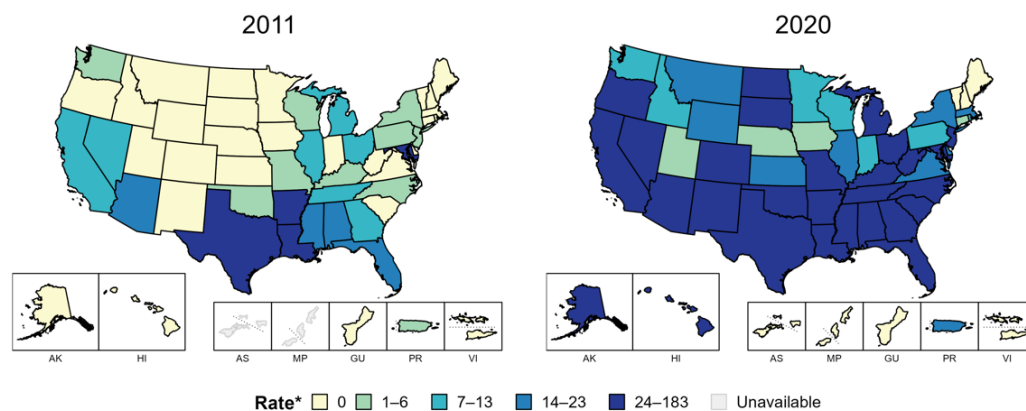 2011
2020
AK
HI
AS
MP
GU
PR
VI
AK
HI
AS
MP
GU
PR
VI
Rate* 0 1–6 7–13 14–23 24–183 Unavailable